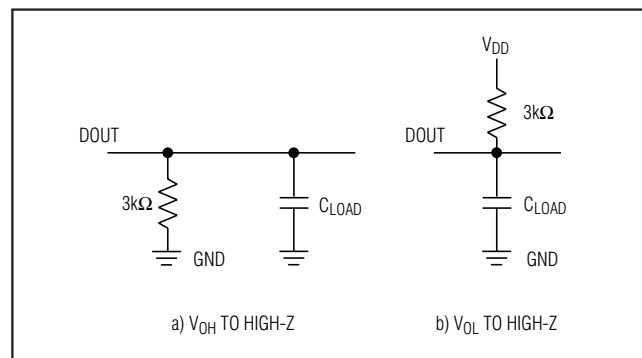 V_DD
3kΩ
DOUT
DOUT
3kΩ
C_LOAD
C_LOAD
GND
GND
a) V_OH TO HIGH-Z
b) V_OL TO HIGH-Z